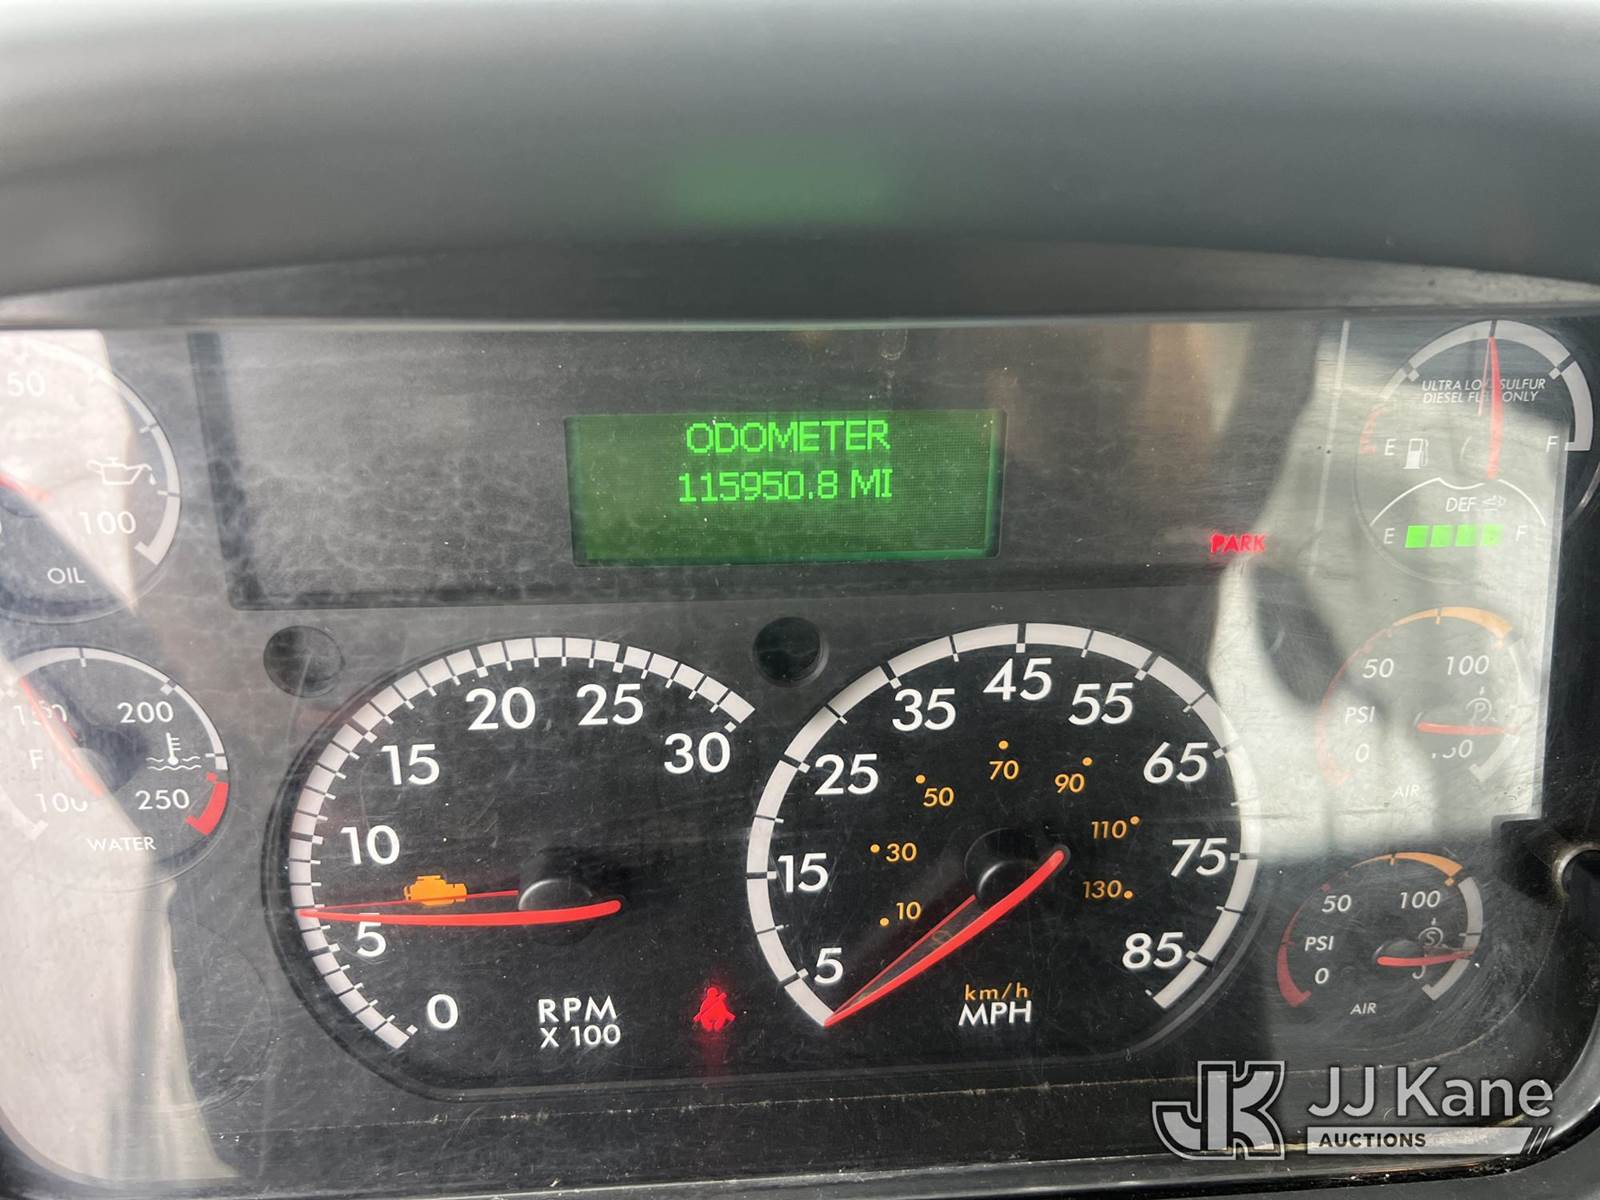 ODOMETER
115950.8 MI
PARK
50
100
OIL
ULTRA LOW SULFUR
DIESEL FUEL ONLY
E F
DEF
E F
150 200
F
100 250
WATER
0 5 10 15 20 25 30
RPM
X 100
5 15 25 35 45 55 65 75 85
10 30 50 70 90 110 130
km/h
MPH
50 100
PSI
0
P
AIR
50 100
PSI
0
S
AIR
JK JJ Kane
AUCTIONS